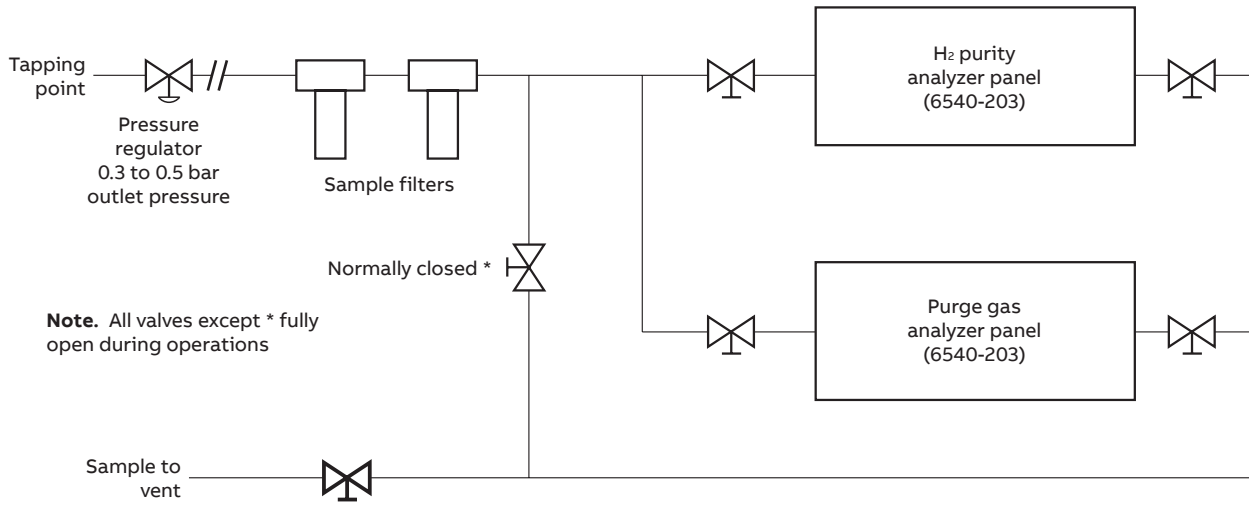 Tapping
point
Pressure
regulator
0.3 to 0.5 bar
outlet pressure
Sample filters
H₂ purity
analyzer panel
(6540-203)
Normally closed *
Note. All valves except * fully
open during operations
Purge gas
analyzer panel
(6540-203)
Sample to
vent